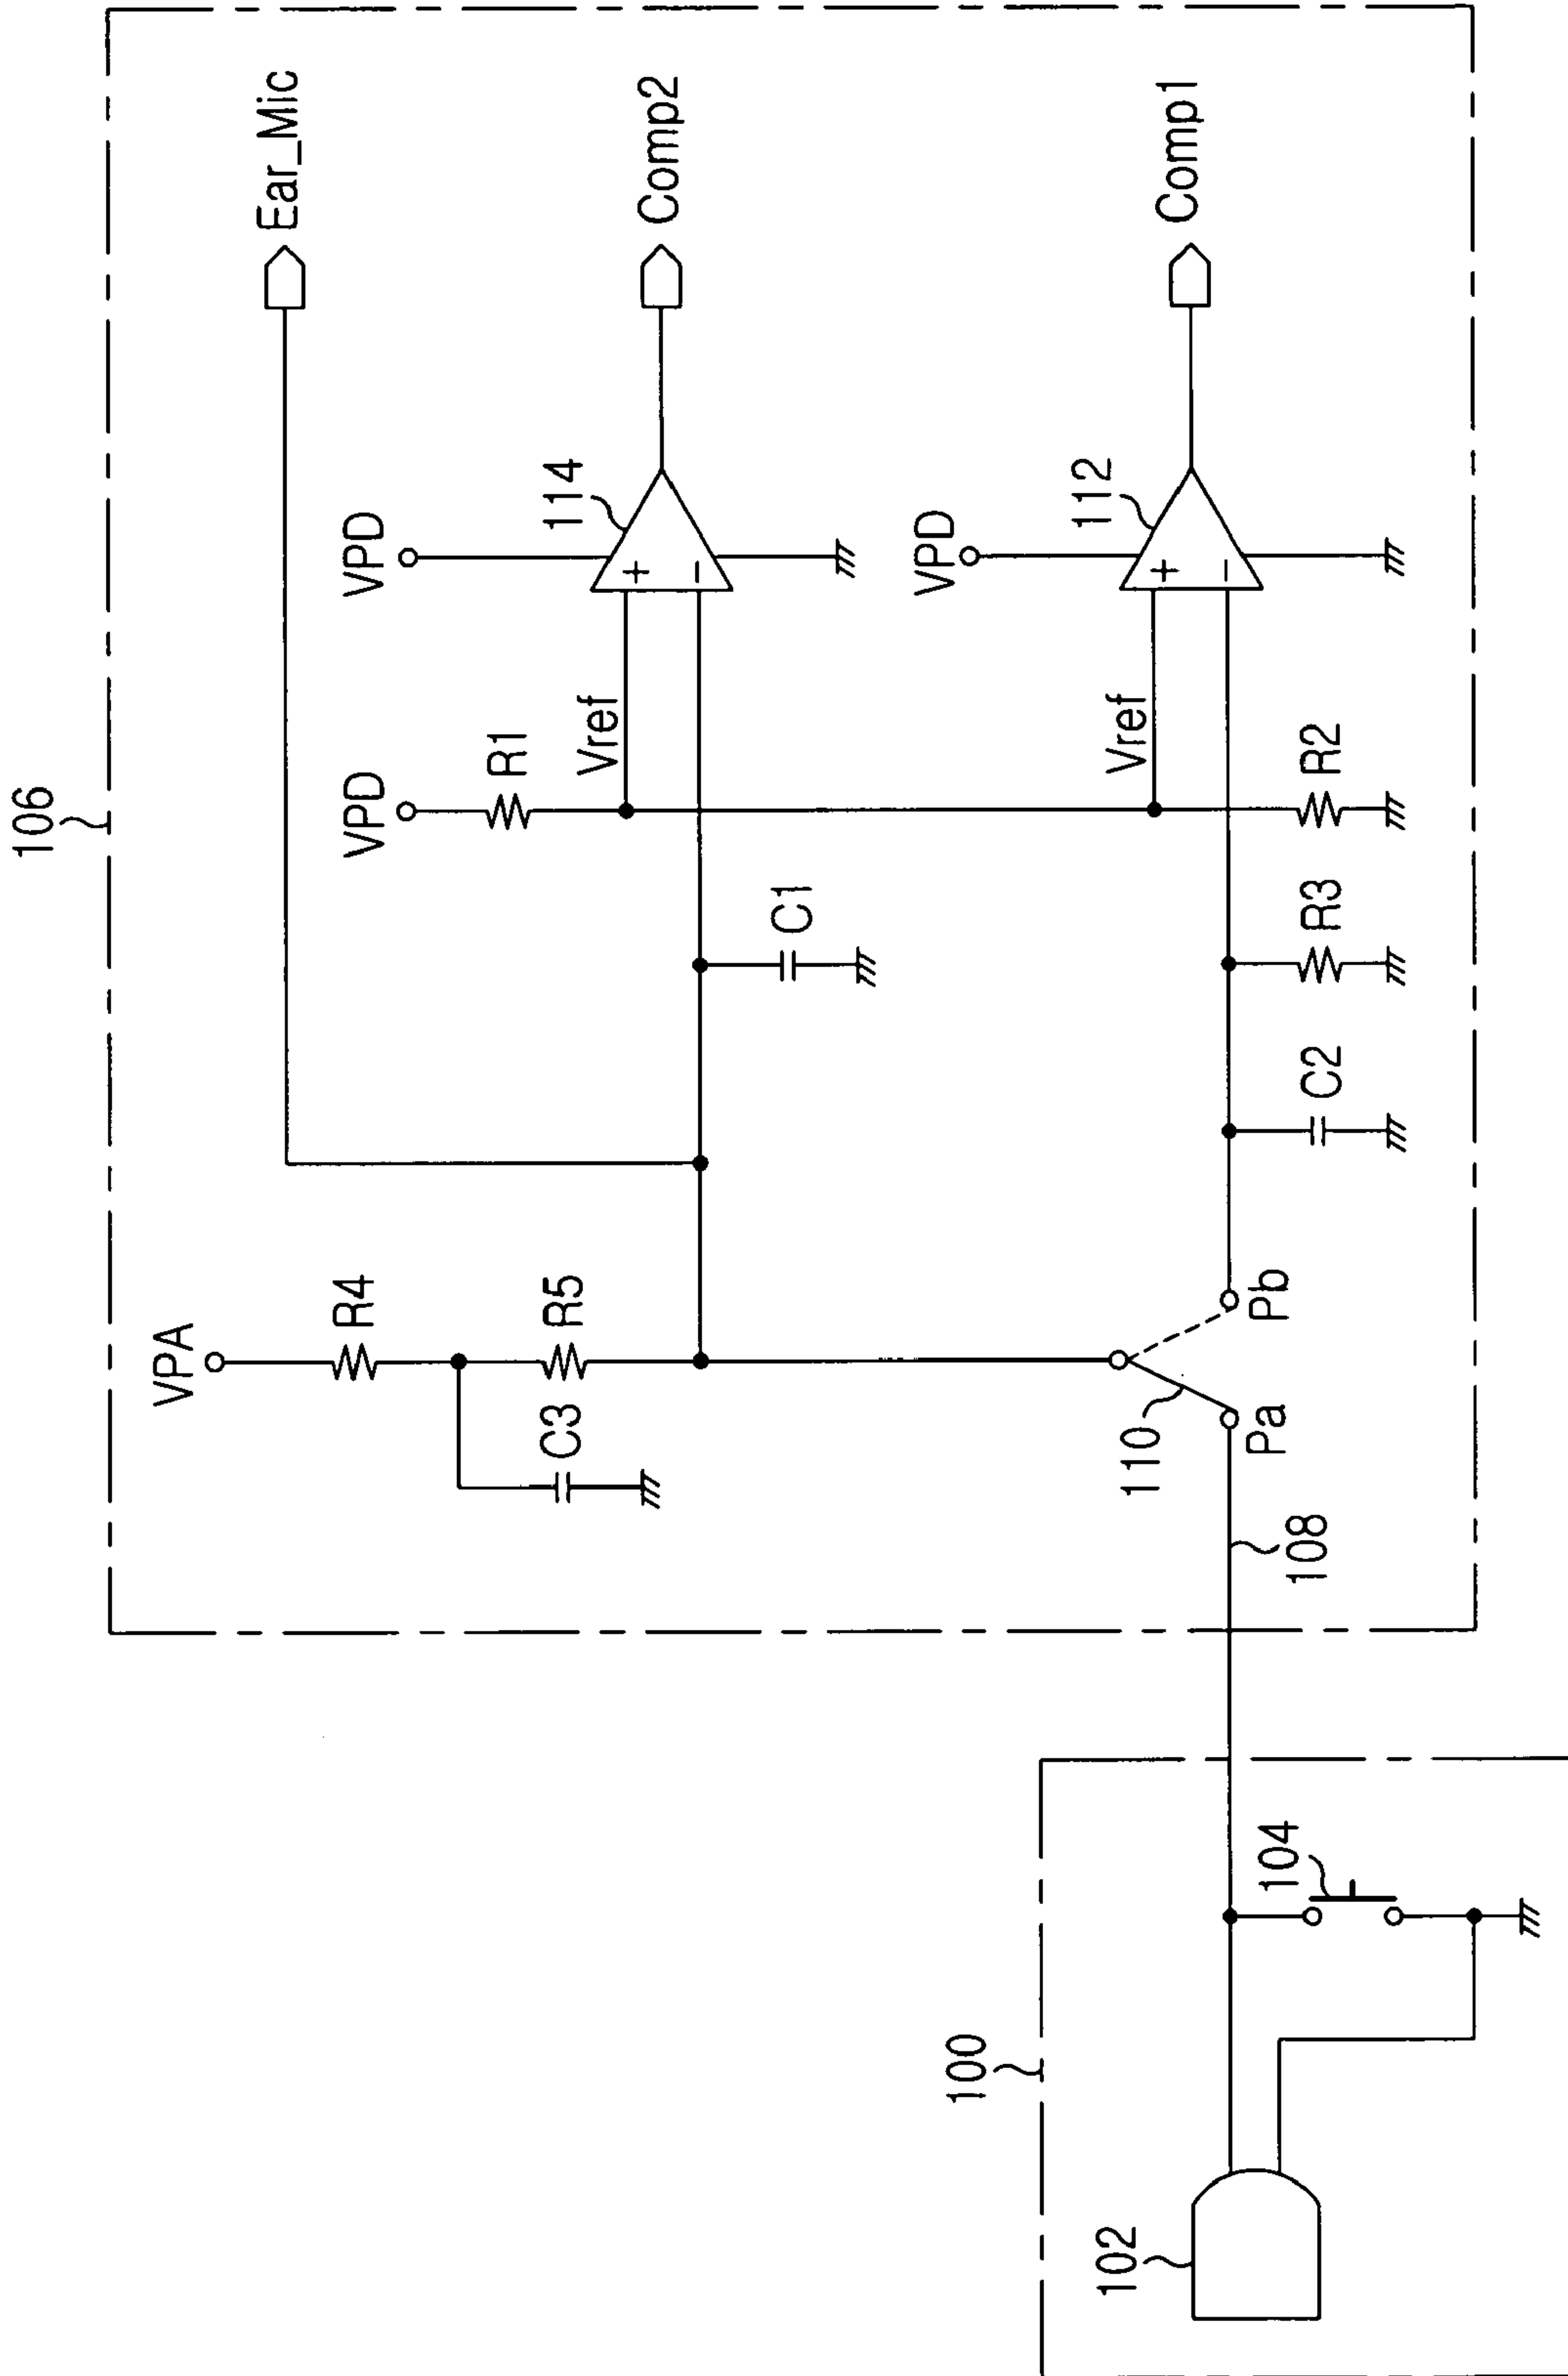 106
Ear_Mic
VPA
R4
VPD
VPD
114
Comp2
R1
R5
C3
Vref
+
−
C1
VPD
112
Comp1
Vref
+
−
110
Pa
Pb
108
C2
R3
R2
100
102
104